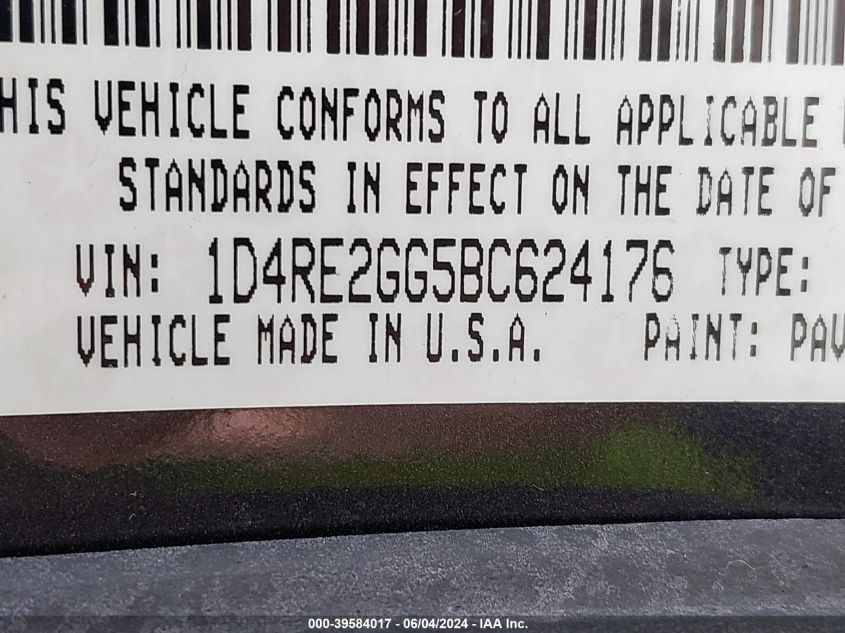 HIS VEHICLE CONFORMS TO ALL APPLICABLE
STANDARDS IN EFFECT ON THE DATE OF
VIN: 1D4RE2GG5BC624176 TYPE:
VEHICLE MADE IN U.S.A. PAINT: PAV
000-39584017 - 06/04/2024 - IAA Inc.